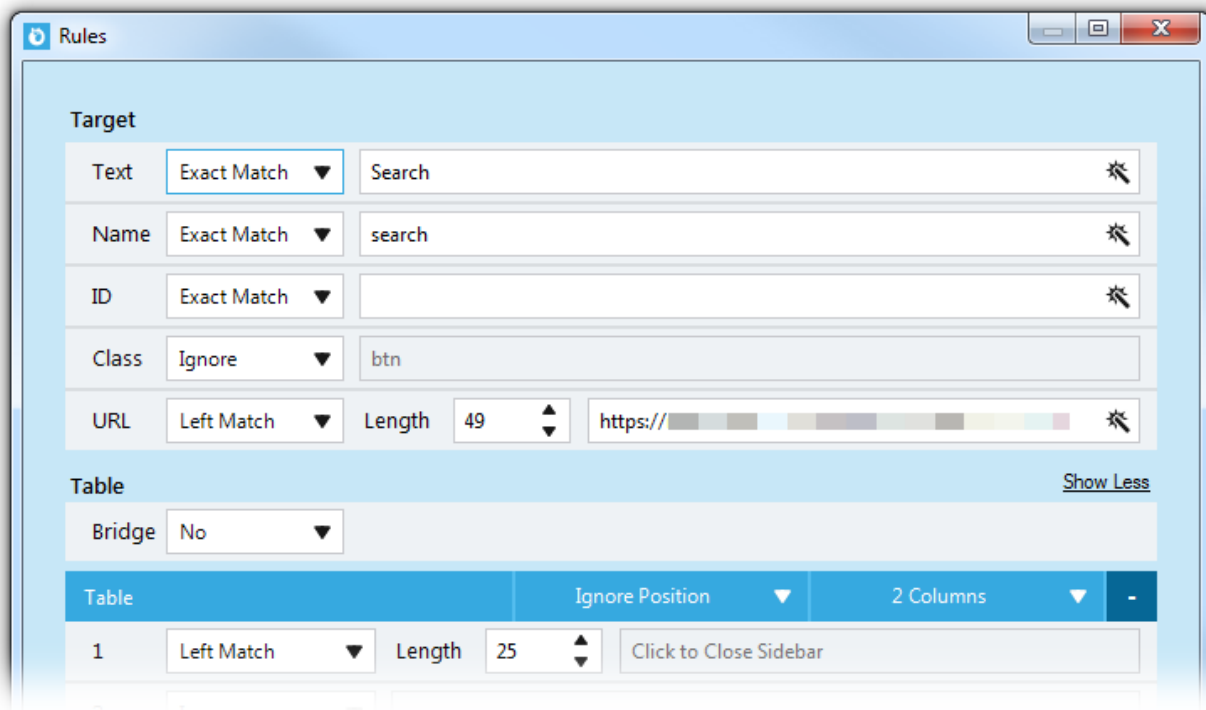 Rules
Target
Text Exact Match Search
Name Exact Match search
ID Exact Match
Class Ignore btn
URL Left Match Length 49 https://
Table Show Less
Bridge No
Table Ignore Position 2 Columns -
1 Left Match Length 25 Click to Close Sidebar